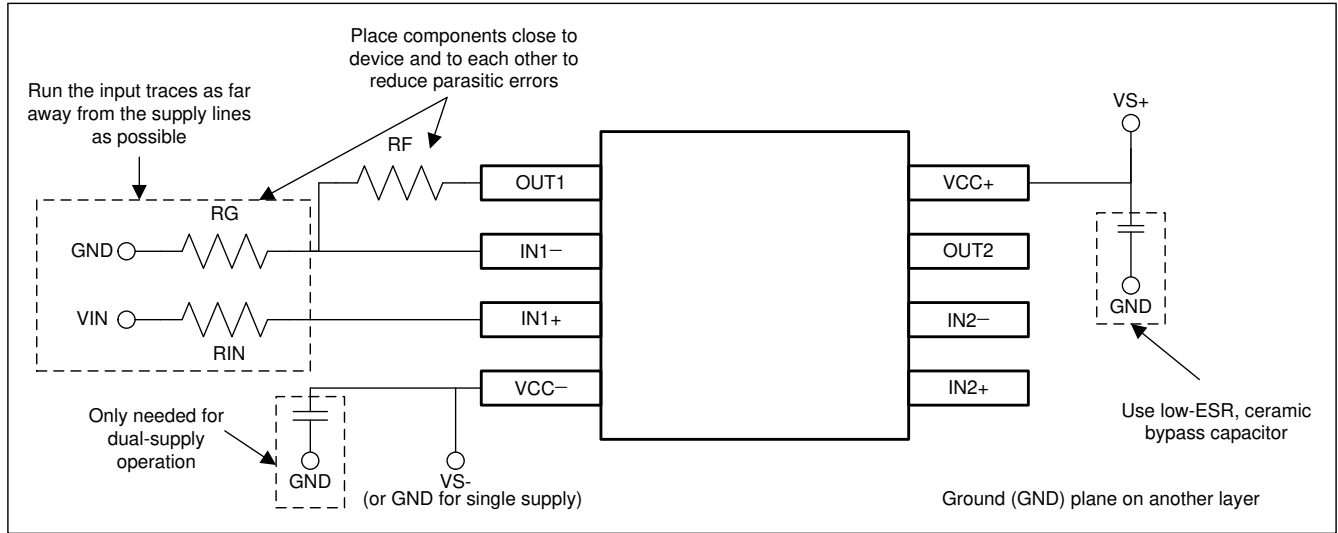 Place components close to
device and to each other to
reduce parasitic errors
Run the input traces as far
away from the supply lines
as possible
VS+
RF
OUT1
VCC+
RG
GND
IN1−
OUT2
VIN
IN1+
IN2−
GND
RIN
VCC−
IN2+
Only needed for
dual-supply
operation
Use low-ESR, ceramic
bypass capacitor
GND
VS-
(or GND for single supply)
Ground (GND) plane on another layer